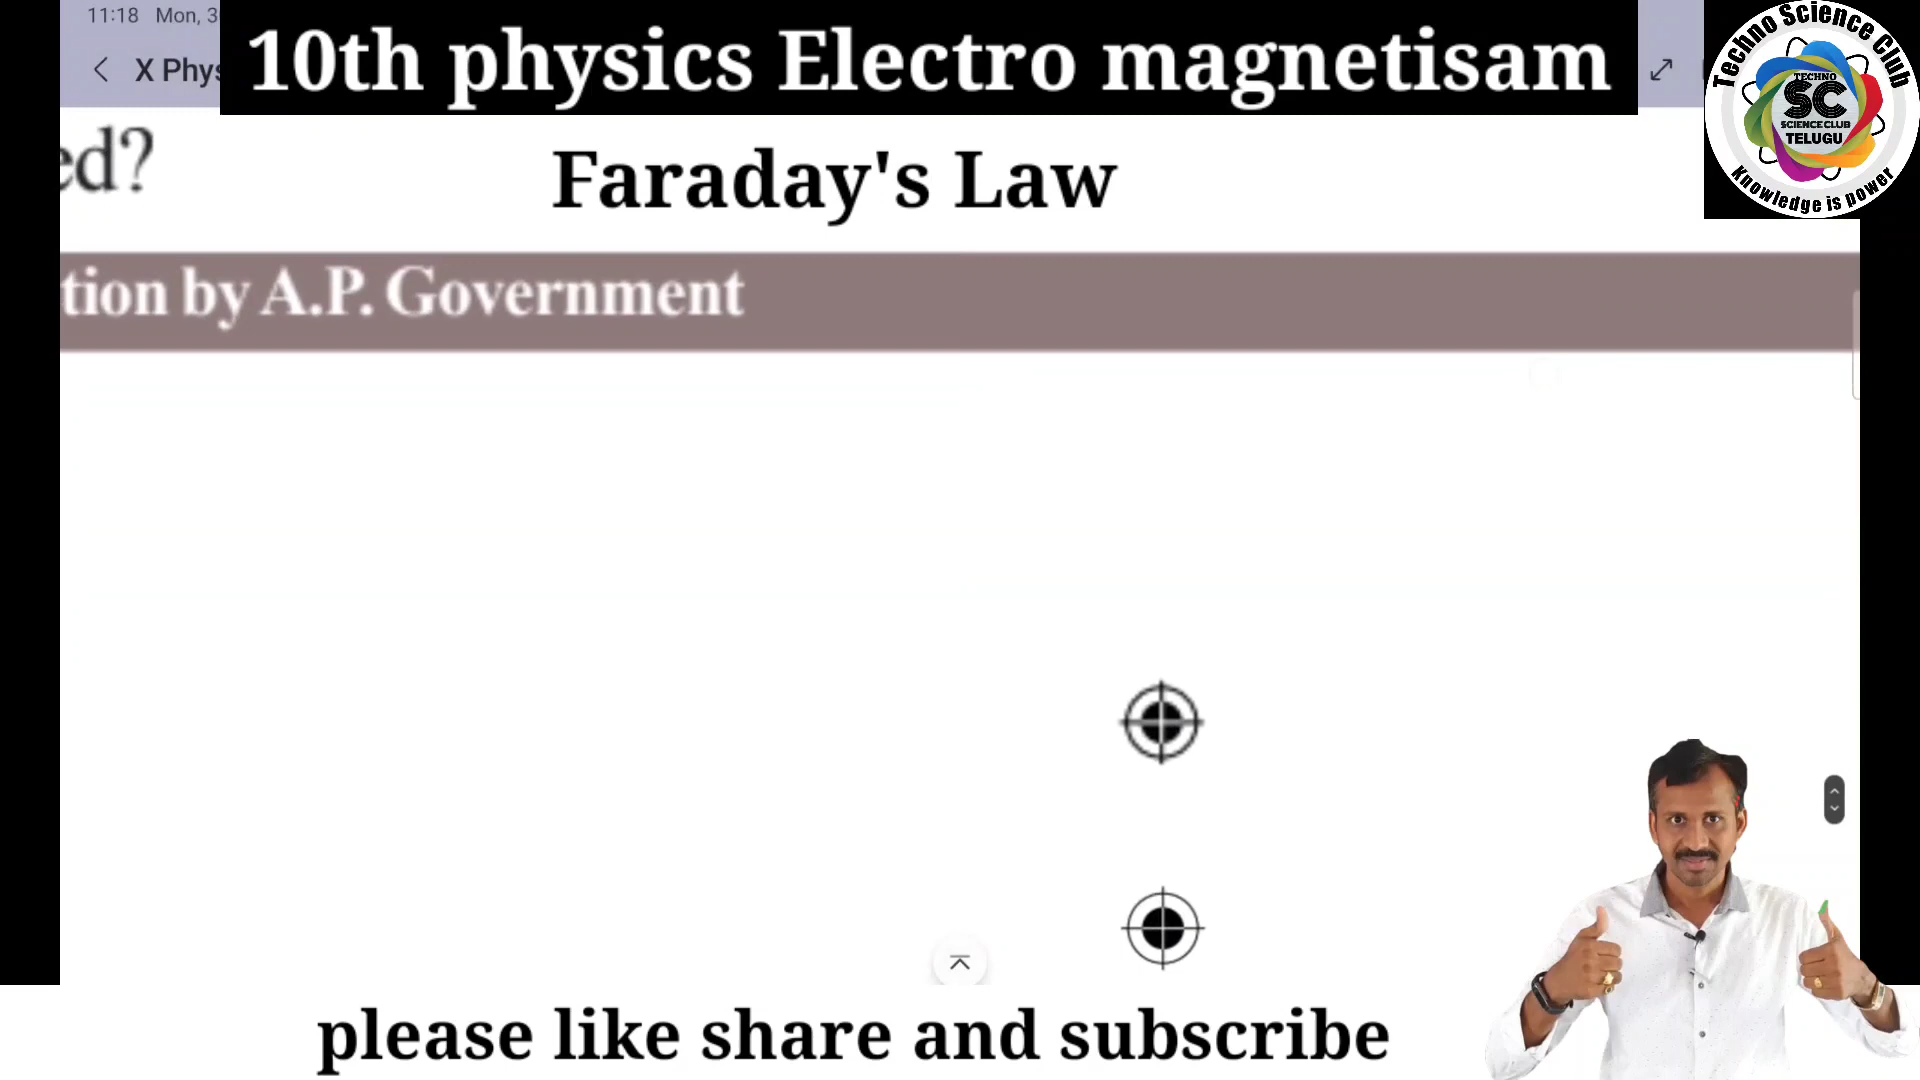 11:18 Mon, 3
X Phys
10th physics Electro magnetisam
Techno Science Club
TECHNO
SC
SCIENCE CLUB
TELUGU
Knowledge is power
ed?
Faraday's Law
tion by A.P. Government
please like share and subscribe